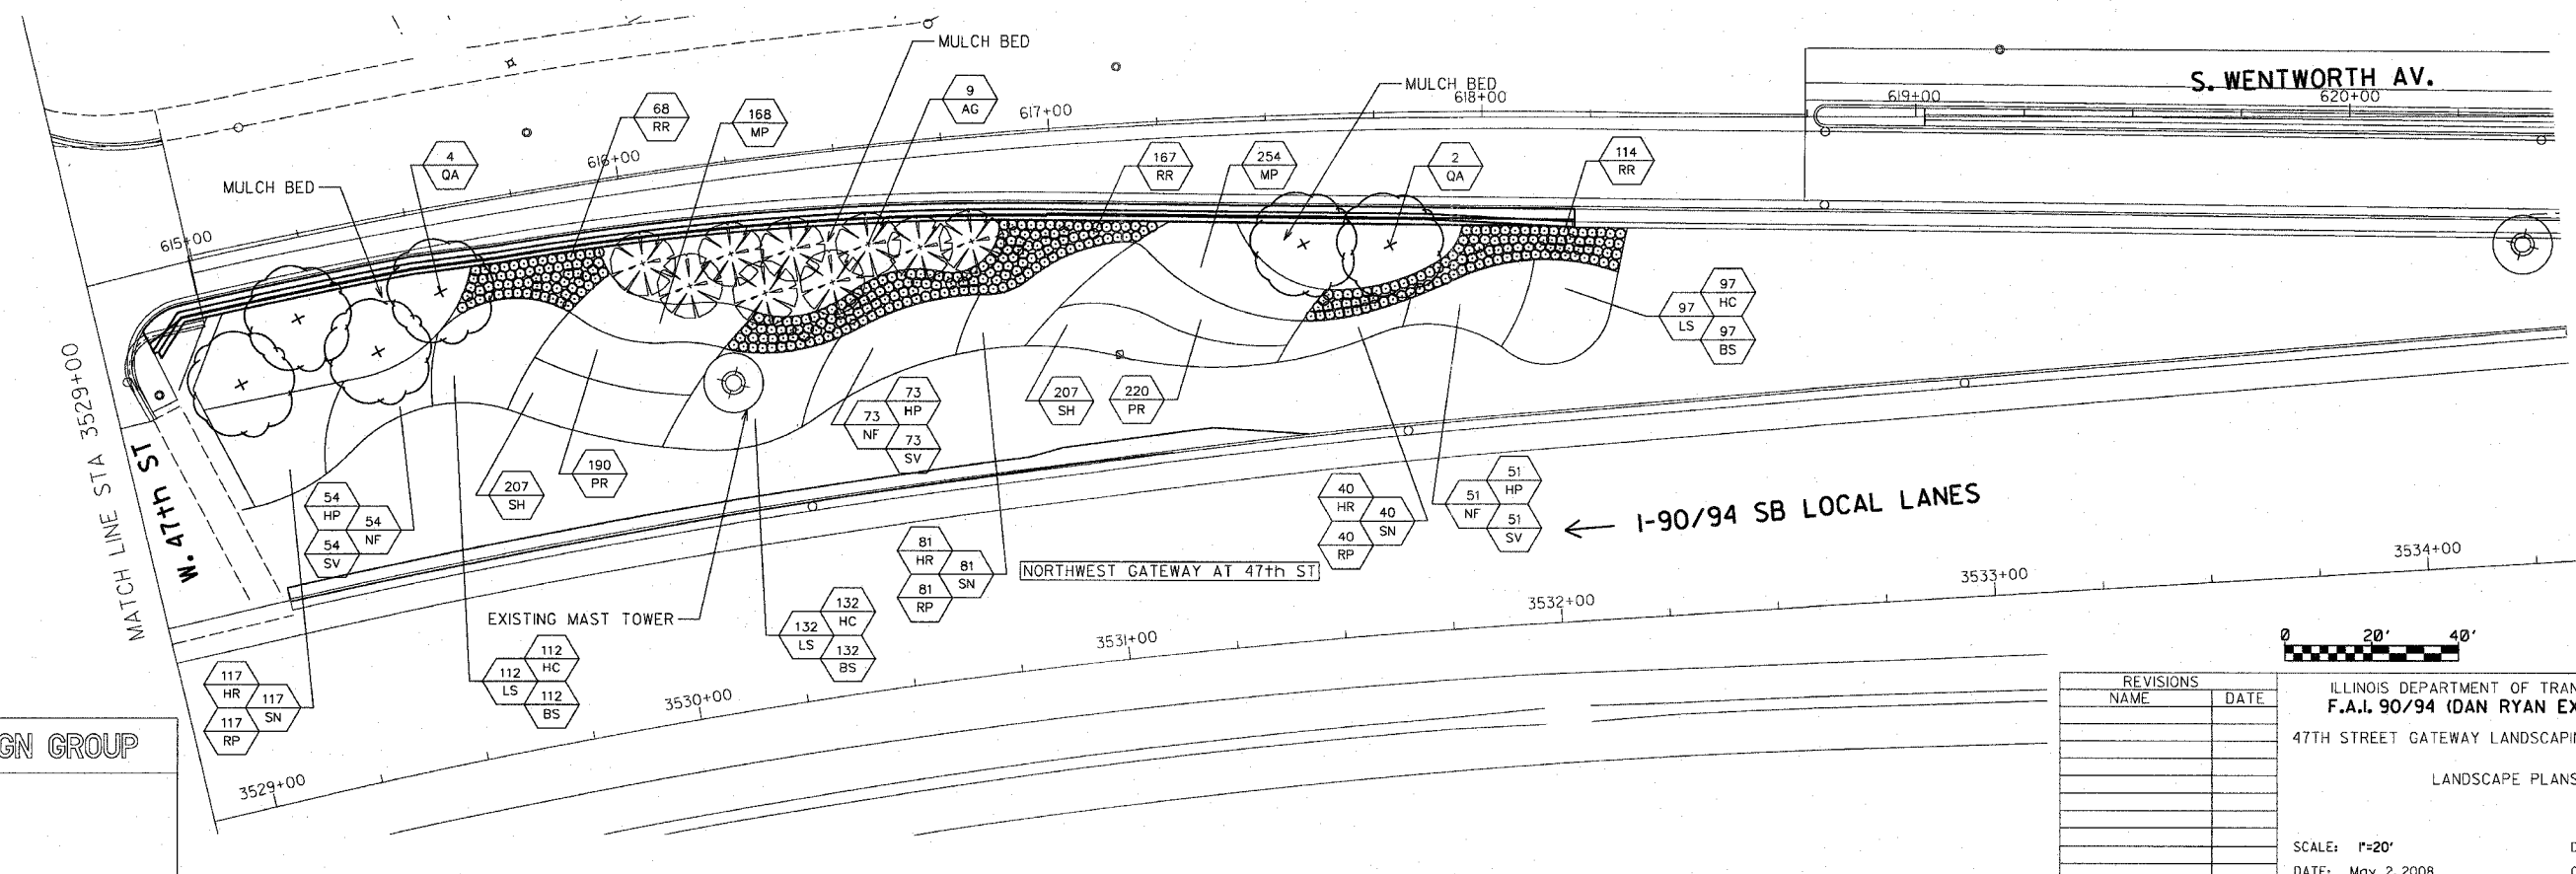 MULCH BED
9
AG
MULCH BED
S. WENTWORTH AV.
68
RR
168
MP
617+00
618+00
619+00
620+00
4
QA
616+00
167
RR
254
MP
2
QA
114
RR
MULCH BED
615+00
97
HC
97
LS
97
BS
MATCH LINE STA 3529+00
W. 47th ST
73
HP
73
NF
73
SV
207
SH
220
PR
190
PR
207
SH
54
HP
54
NF
54
SV
40
HR
40
SN
40
RP
51
HP
51
NF
51
SV
I-90/94 SB LOCAL LANES
81
HR
81
SN
81
RP
NORTHWEST GATEWAY AT 47th ST
3534+00
3533+00
3532+00
EXISTING MAST TOWER
132
HC
132
LS
132
BS
3531+00
0 20' 40'
117
HR
117
SN
117
RP
112
HC
112
LS
112
BS
3530+00
3529+00
GN GROUP
REVISIONS
NAME DATE
ILLINOIS DEPARTMENT OF TRAN
F.A.I. 90/94 (DAN RYAN EX
47TH STREET GATEWAY LANDSCAPI
LANDSCAPE PLANS
SCALE: 1"=20'
DATE: May 2, 2008